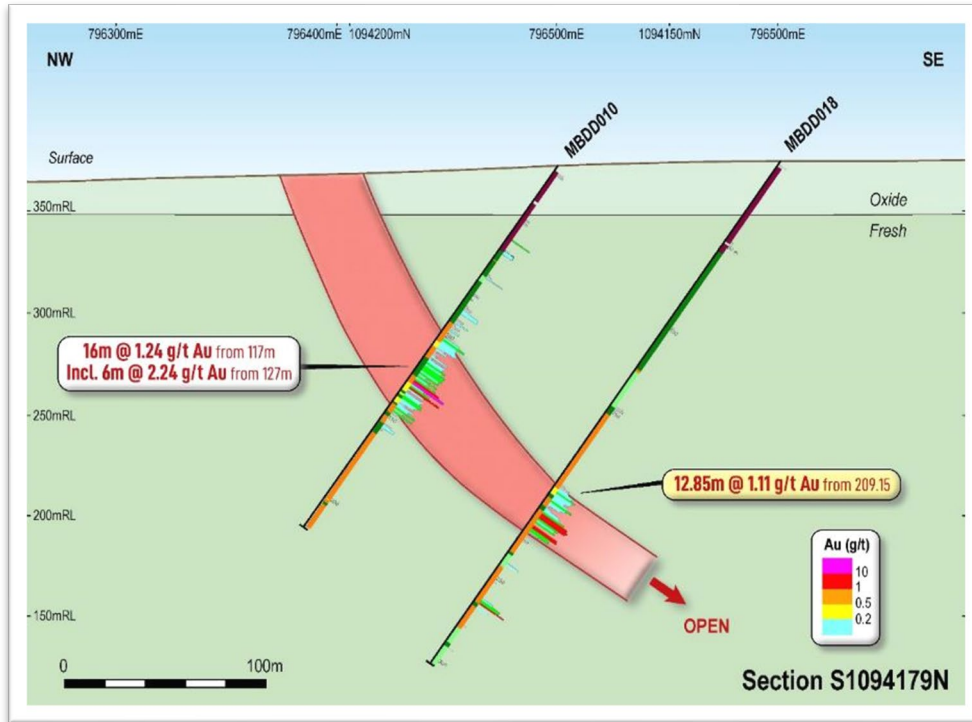 796300mE
796400mE
1094200mN
796500mE
1094150mN
796500mE
NW
SE
MBDD010
MBDD018
Surface
Oxide
350mRL
Fresh
300mRL
16m @ 1.24 g/t Au from 117m
Incl. 6m @ 2.24 g/t Au from 127m
250mRL
12.85m @ 1.11 g/t Au from 209.15
200mRL
Au (g/t)
10
1
0.5
0.2
150mRL
OPEN
0
100m
Section S1094179N